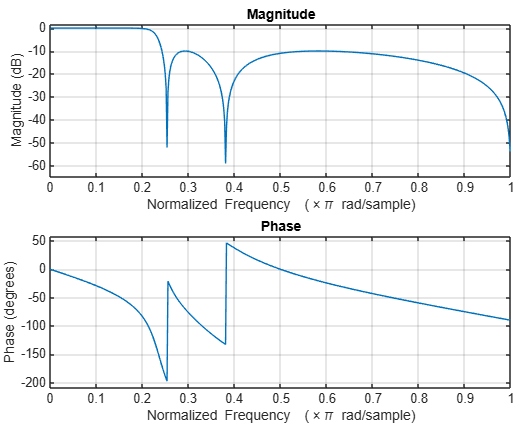 Magnitude
0
-10
-20
-30
-40
-50
-60
Magnitude (dB)
0 0.1 0.2 0.3 0.4 0.5 0.6 0.7 0.8 0.9 1
Normalized Frequency (×π rad/sample)
Phase
50
0
-50
-100
-150
-200
Phase (degrees)
0 0.1 0.2 0.3 0.4 0.5 0.6 0.7 0.8 0.9 1
Normalized Frequency (×π rad/sample)